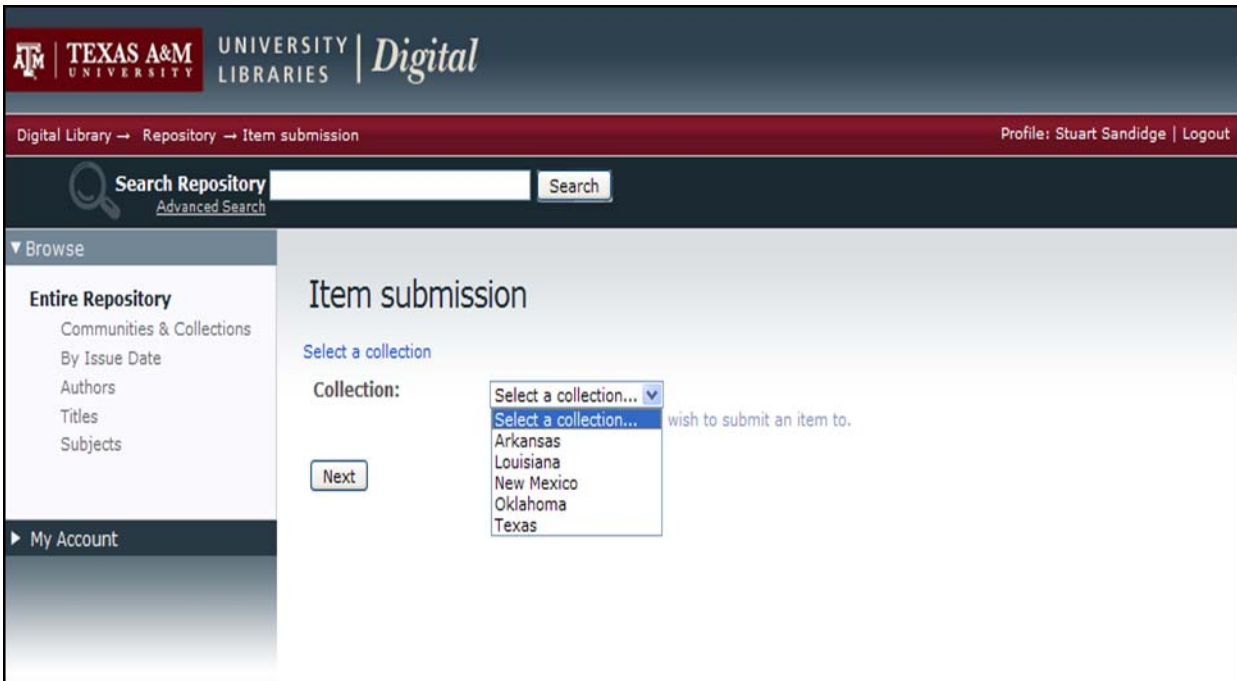 ATM | TEXAS A&M UNIVERSITY
UNIVERSITY LIBRARIES | Digital
Digital Library → Repository → Item submission
Profile: Stuart Sandidge | Logout
Search Repository
Search
Advanced Search
▼ Browse
Entire Repository
Communities & Collections
By Issue Date
Authors
Titles
Subjects
► My Account
Item submission
Select a collection
Collection:
Select a collection...
Select a collection... wish to submit an item to.
Arkansas
Louisiana
New Mexico
Oklahoma
Texas
Next